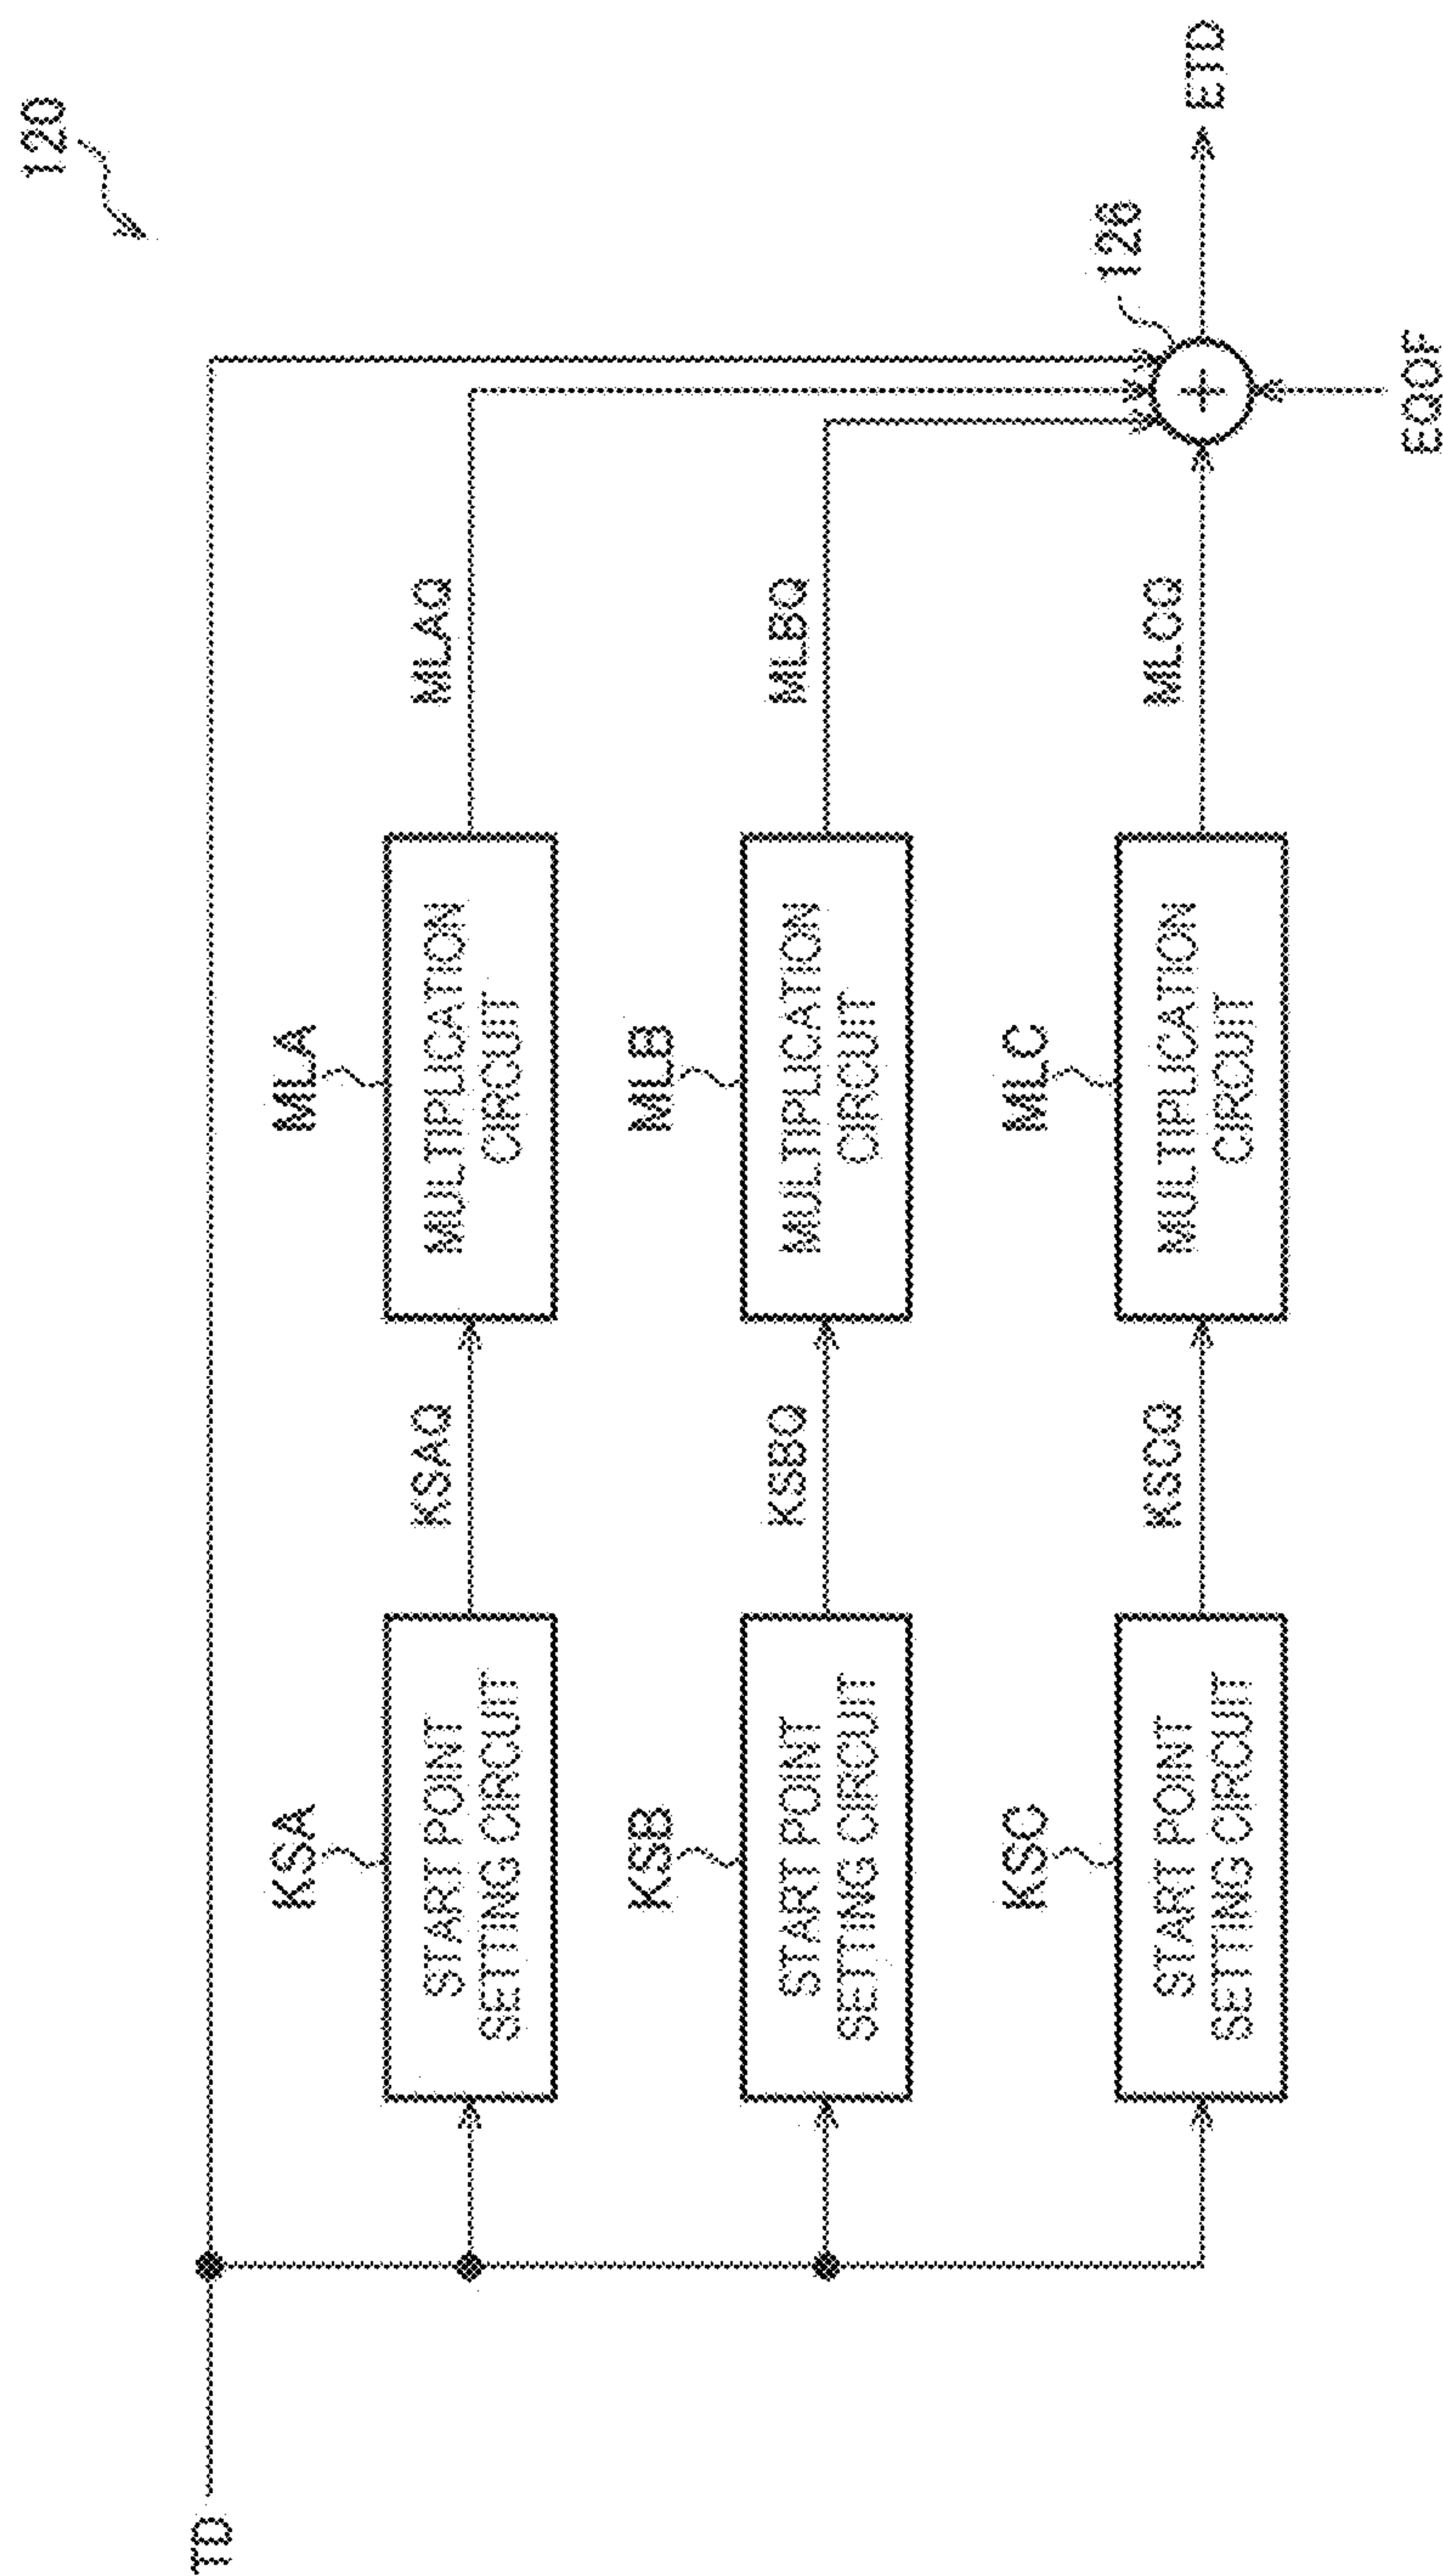 120
TD
KSA
START POINT
SETTING CIRCUIT
KSAQ
MLA
MULTIPLICATION
CIRCUIT
MLAQ
KSB
START POINT
SETTING CIRCUIT
KSBQ
MLB
MULTIPLICATION
CIRCUIT
MLBQ
KSC
START POINT
SETTING CIRCUIT
KSCQ
MLC
MULTIPLICATION
CIRCUIT
MLCQ
126
+
ETD
EQOF